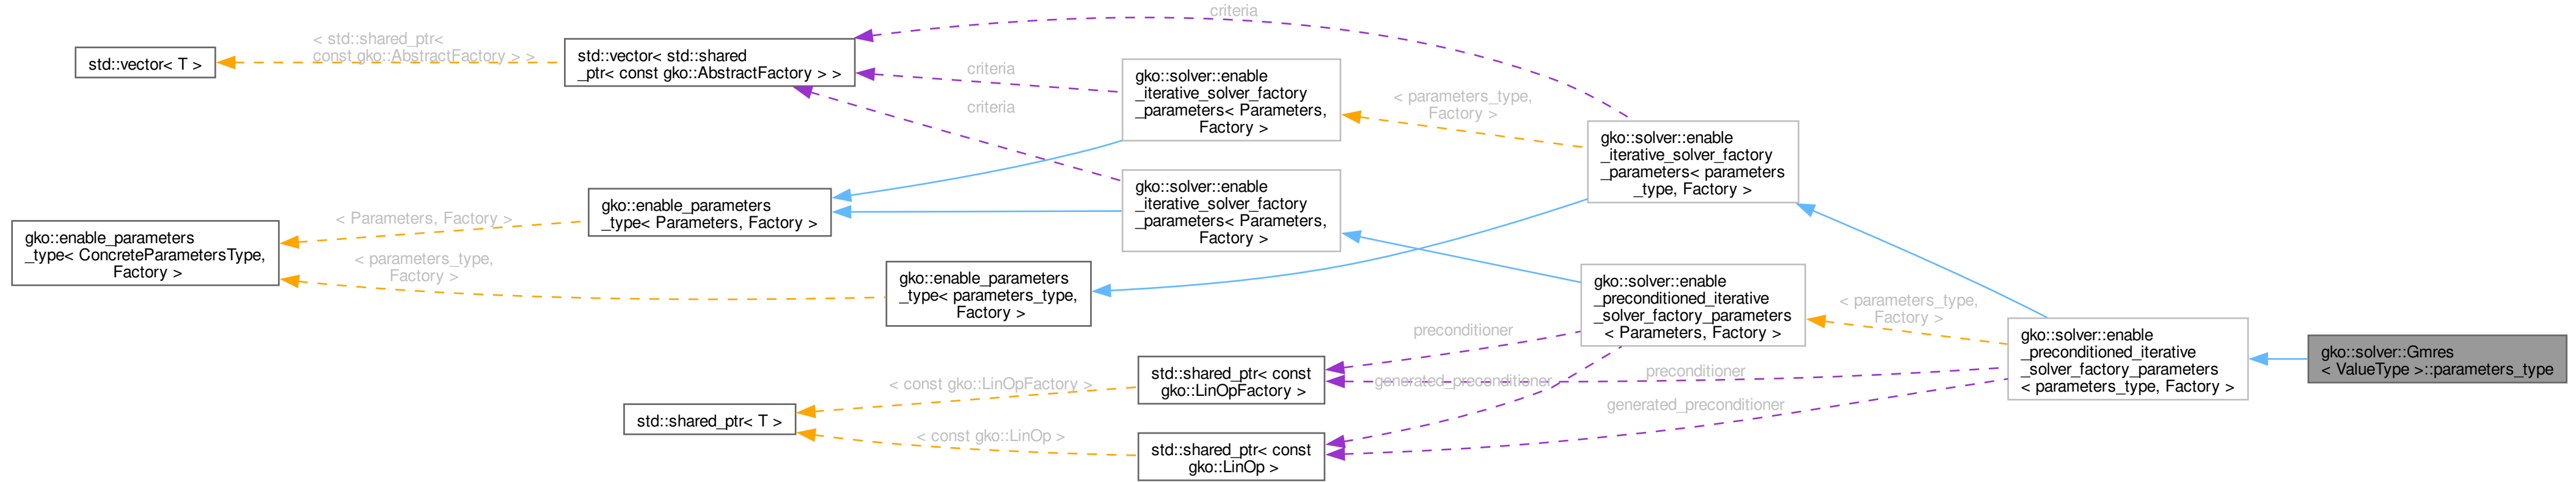 std::vector< T >
< std::shared_ptr<
const gko::AbstractFactory > >
std::vector< std::shared
_ptr< const gko::AbstractFactory > >
criteria
criteria
criteria
gko::solver::enable
_iterative_solver_factory
_parameters< Parameters,
Factory >
< parameters_type,
Factory >
gko::solver::enable
_iterative_solver_factory
_parameters< parameters
_type, Factory >
gko::enable_parameters
_type< ConcreteParametersType,
Factory >
< Parameters, Factory >
< parameters_type,
Factory >
gko::enable_parameters
_type< Parameters, Factory >
gko::solver::enable
_iterative_solver_factory
_parameters< Parameters,
Factory >
gko::enable_parameters
_type< parameters_type,
Factory >
gko::solver::enable
_preconditioned_iterative
_solver_factory_parameters
< Parameters, Factory >
< parameters_type,
Factory >
gko::solver::enable
_preconditioned_iterative
_solver_factory_parameters
< parameters_type, Factory >
gko::solver::Gmres
< ValueType >::parameters_type
preconditioner
generated_preconditioner
preconditioner
generated_preconditioner
std::shared_ptr< T >
< const gko::LinOpFactory >
< const gko::LinOp >
std::shared_ptr< const
gko::LinOpFactory >
std::shared_ptr< const
gko::LinOp >